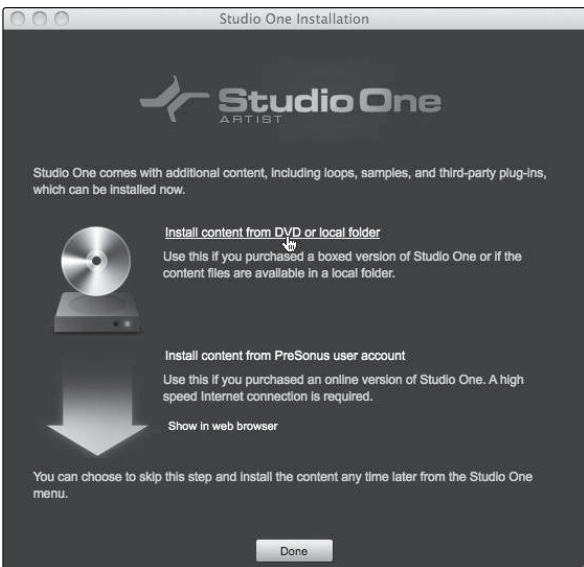 Studio One Installation
Studio One
ARTIST
Studio One comes with additional content, including loops, samples, and third-party plug-ins,
which can be installed now.
Install content from DVD or local folder
Use this if you purchased a boxed version of Studio One or if the
content files are available in a local folder.
Install content from PreSonus user account
Use this if you purchased an online version of Studio One. A high
speed Internet connection is required.
Show in web browser
You can choose to skip this step and install the content any time later from the Studio One
menu.
Done